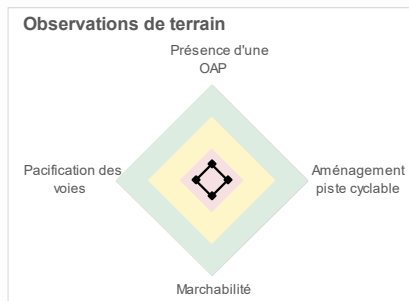 Observations de terrain
Présence d'une
OAP
Pacification des
voies
Aménagement
piste cyclable
Marchabilité